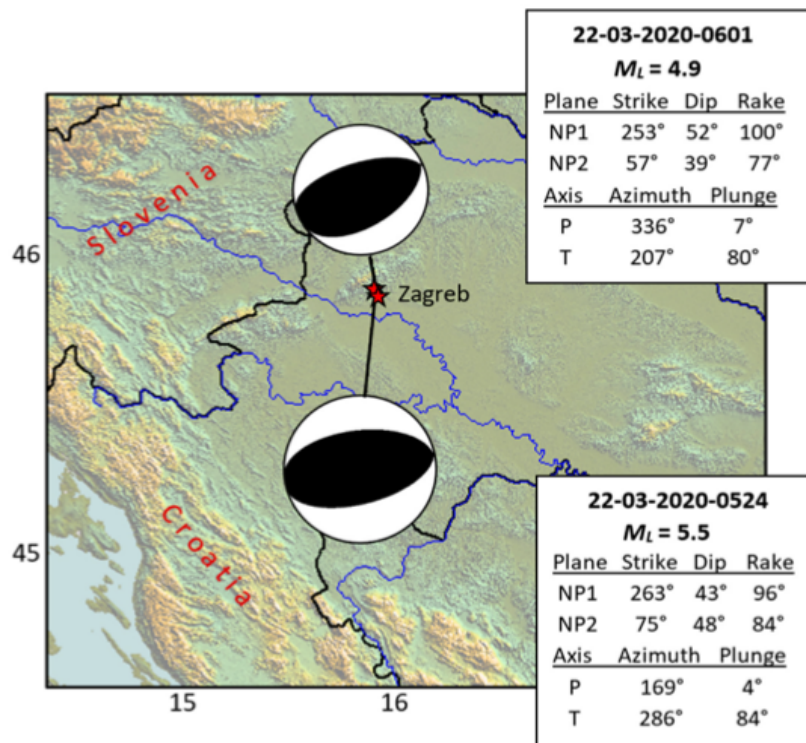 22-03-2020-0601
ML = 4.9
Plane Strike Dip Rake
NP1 253° 52° 100°
NP2 57° 39° 77°
Axis Azimuth Plunge
P 336° 7°
T 207° 80°
Slovenia
46
Zagreb
Croatia
45
15 16
22-03-2020-0524
ML = 5.5
Plane Strike Dip Rake
NP1 263° 43° 96°
NP2 75° 48° 84°
Axis Azimuth Plunge
P 169° 4°
T 286° 84°